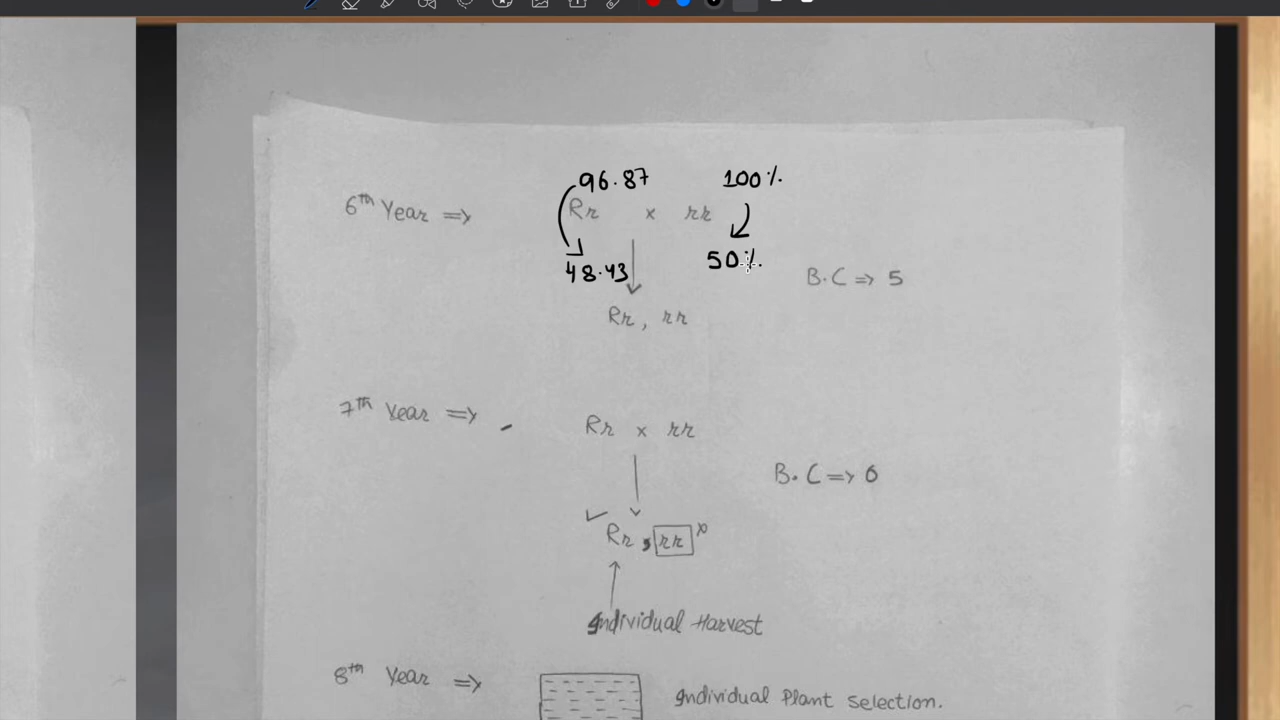 96.87 100%
6th Year => Rr x rr
48.43 50%
B.C => 5
Rr, rr
7th Year => - Rr x rr
B.C => 6
✓ Rr, rr x
Individual Harvest
8th Year => Individual Plant Selection.